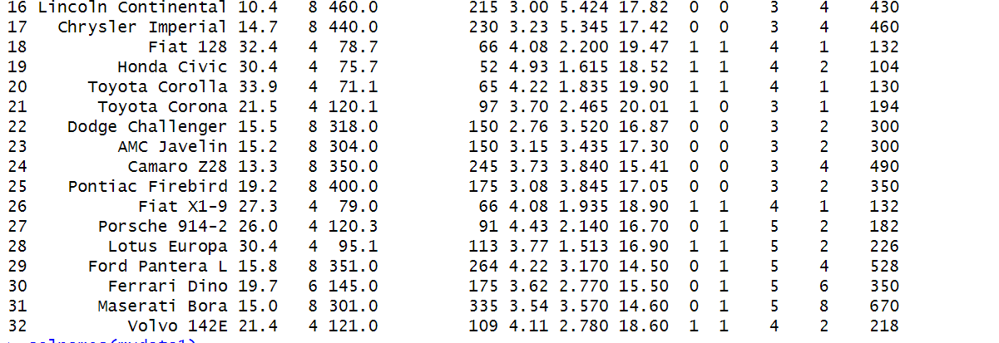 16 Lincoln Continental 10.4   8 460.0         215 3.00 5.424 17.82  0  0    3    4    430
17   Chrysler Imperial 14.7   8 440.0         230 3.23 5.345 17.42  0  0    3    4    460
18            Fiat 128 32.4   4  78.7          66 4.08 2.200 19.47  1  1    4    1    132
19         Honda Civic 30.4   4  75.7          52 4.93 1.615 18.52  1  1    4    2    104
20      Toyota Corolla 33.9   4  71.1          65 4.22 1.835 19.90  1  1    4    1    130
21       Toyota Corona 21.5   4 120.1          97 3.70 2.465 20.01  1  0    3    1    194
22    Dodge Challenger 15.5   8 318.0         150 2.76 3.520 16.87  0  0    3    2    300
23         AMC Javelin 15.2   8 304.0         150 3.15 3.435 17.30  0  0    3    2    300
24          Camaro Z28 13.3   8 350.0         245 3.73 3.840 15.41  0  0    3    4    490
25    Pontiac Firebird 19.2   8 400.0         175 3.08 3.845 17.05  0  0    3    2    350
26           Fiat X1-9 27.3   4  79.0          66 4.08 1.935 18.90  1  1    4    1    132
27       Porsche 914-2 26.0   4 120.3          91 4.43 2.140 16.70  0  1    5    2    182
28        Lotus Europa 30.4   4  95.1         113 3.77 1.513 16.90  1  1    5    2    226
29      Ford Pantera L 15.8   8 351.0         264 4.22 3.170 14.50  0  1    5    4    528
30        Ferrari Dino 19.7   6 145.0         175 3.62 2.770 15.50  0  1    5    6    350
31       Maserati Bora 15.0   8 301.0         335 3.54 3.570 14.60  0  1    5    8    670
32          Volvo 142E 21.4   4 121.0         109 4.11 2.780 18.60  1  1    4    2    218